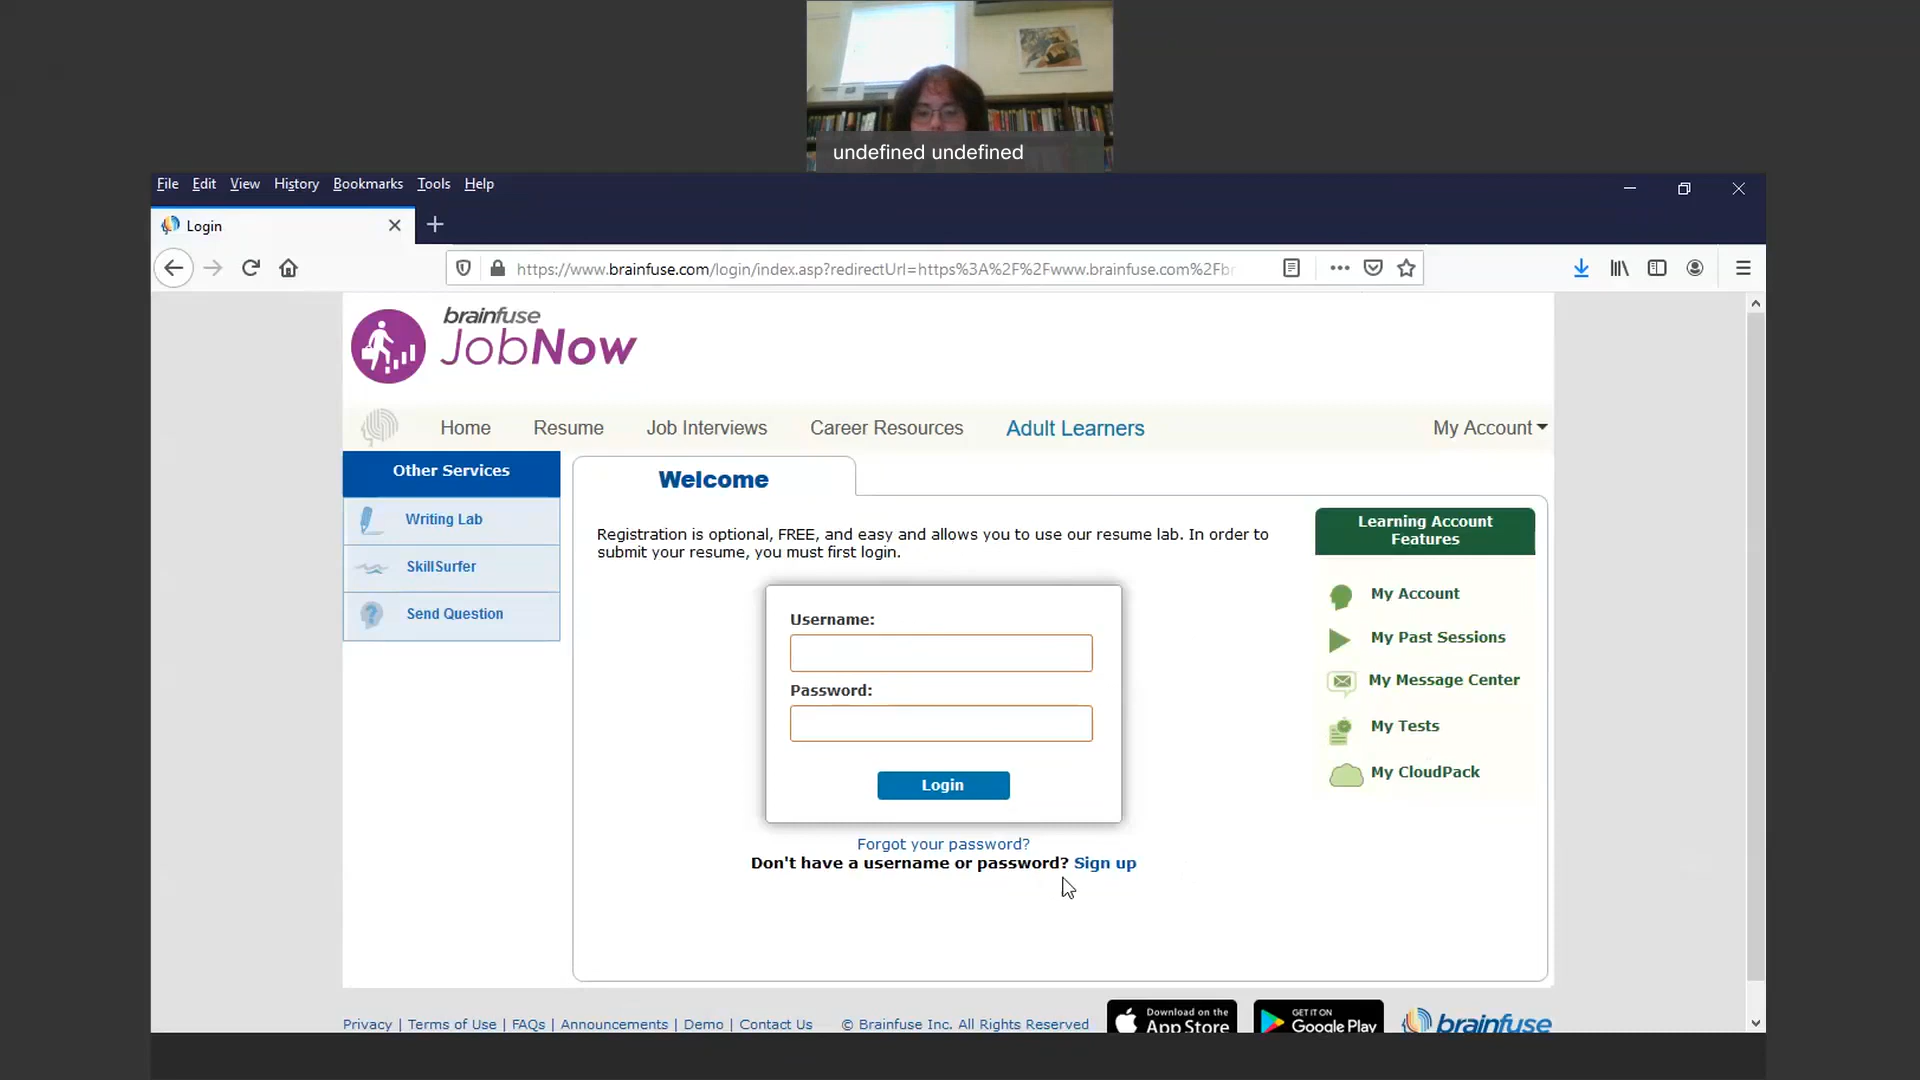 undefined undefined
File Edit View History Bookmarks Tools Help
Login
https://www.brainfuse.com/login/index.asp?redirectUrl=https%3A%2F%2Fwww.brainfuse.com%2Fbr
brainfuse
JobNow
Home Resume Job Interviews Career Resources Adult Learners My Account
Other Services
Writing Lab
SkillSurfer
Send Question
Welcome
Registration is optional, FREE, and easy and allows you to use our resume lab. In order to
submit your resume, you must first login.
Username:
Password:
Login
Forgot your password?
Don't have a username or password? Sign up
Learning Account
Features
My Account
My Past Sessions
My Message Center
My Tests
My CloudPack
Privacy | Terms of Use | FAQs | Announcements | Demo | Contact Us © Brainfuse Inc. All Rights Reserved
Download on the
App Store
GET IT ON
Google Play
brainfuse